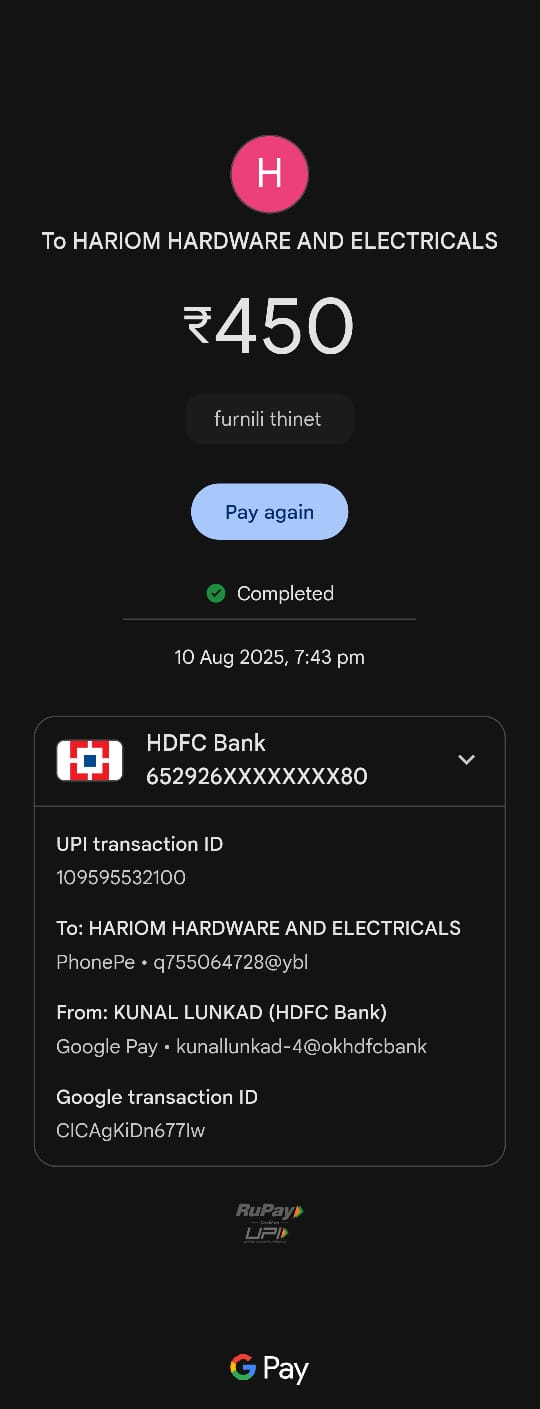 H
To HARIOM HARDWARE AND ELECTRICALS
₹450
furnili thinet
Pay again
Completed
10 Aug 2025, 7:43 pm
HDFC Bank
652926XXXXXXXX80
UPI transaction ID
109595532100
To: HARIOM HARDWARE AND ELECTRICALS
PhonePe • q755064728@ybl
From: KUNAL LUNKAD (HDFC Bank)
Google Pay • kunallunkad-4@okhdfcbank
Google transaction ID
CICAgKiDn677Iw
RuPay
UPI
G Pay